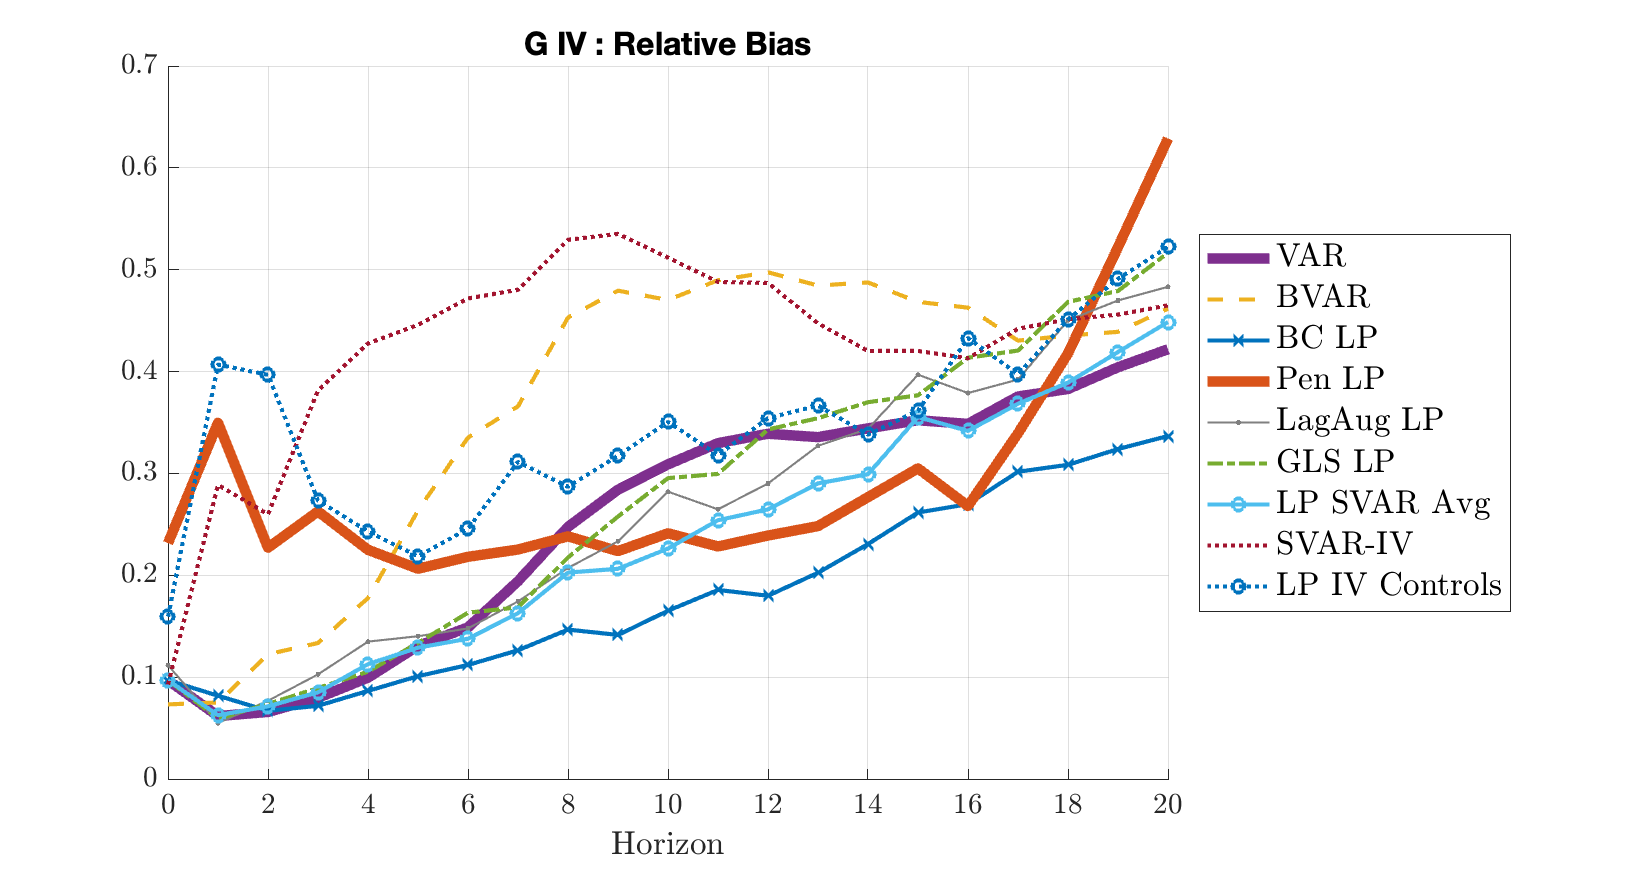 G IV : Relative Bias
0.7
0.6
0.5
0.4
0.3
0.2
0.1
0
0 2 4 6 8 10 12 14 16 18 20
Horizon
VAR
BVAR
BC LP
Pen LP
LagAug LP
GLS LP
LP SVAR Avg
SVAR-IV
LP IV Controls